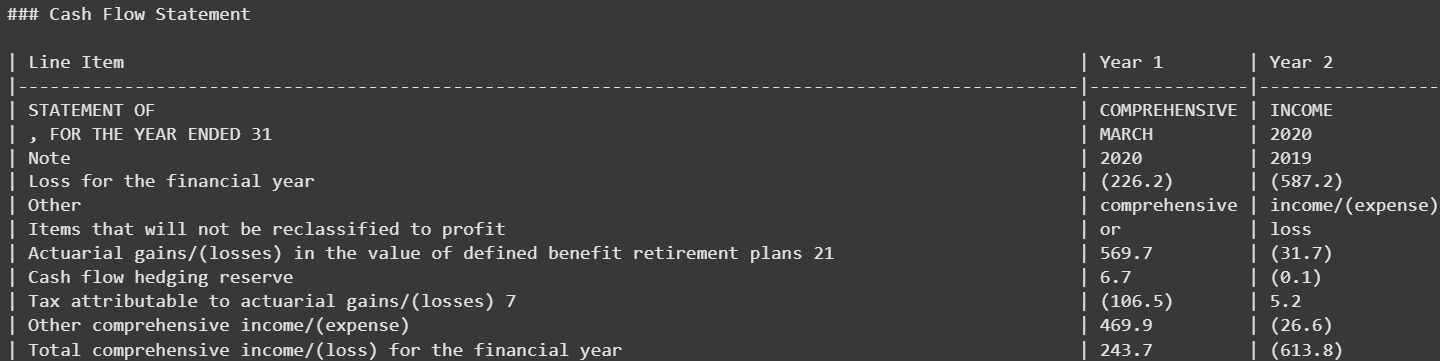 ### Cash Flow Statement
| Line Item | Year 1 | Year 2
|---------------------------------------------------------------------------------------------------|---------------|-----------------
| STATEMENT OF | COMPREHENSIVE | INCOME
| , FOR THE YEAR ENDED 31 | MARCH | 2020
| Note | 2020 | 2019
| Loss for the financial year | (226.2) | (587.2)
| Other | comprehensive | income/(expense)
| Items that will not be reclassified to profit | or | loss
| Actuarial gains/(losses) in the value of defined benefit retirement plans 21 | 569.7 | (31.7)
| Cash flow hedging reserve | 6.7 | (0.1)
| Tax attributable to actuarial gains/(losses) 7 | (106.5) | 5.2
| Other comprehensive income/(expense) | 469.9 | (26.6)
| Total comprehensive income/(loss) for the financial year | 243.7 | (613.8)